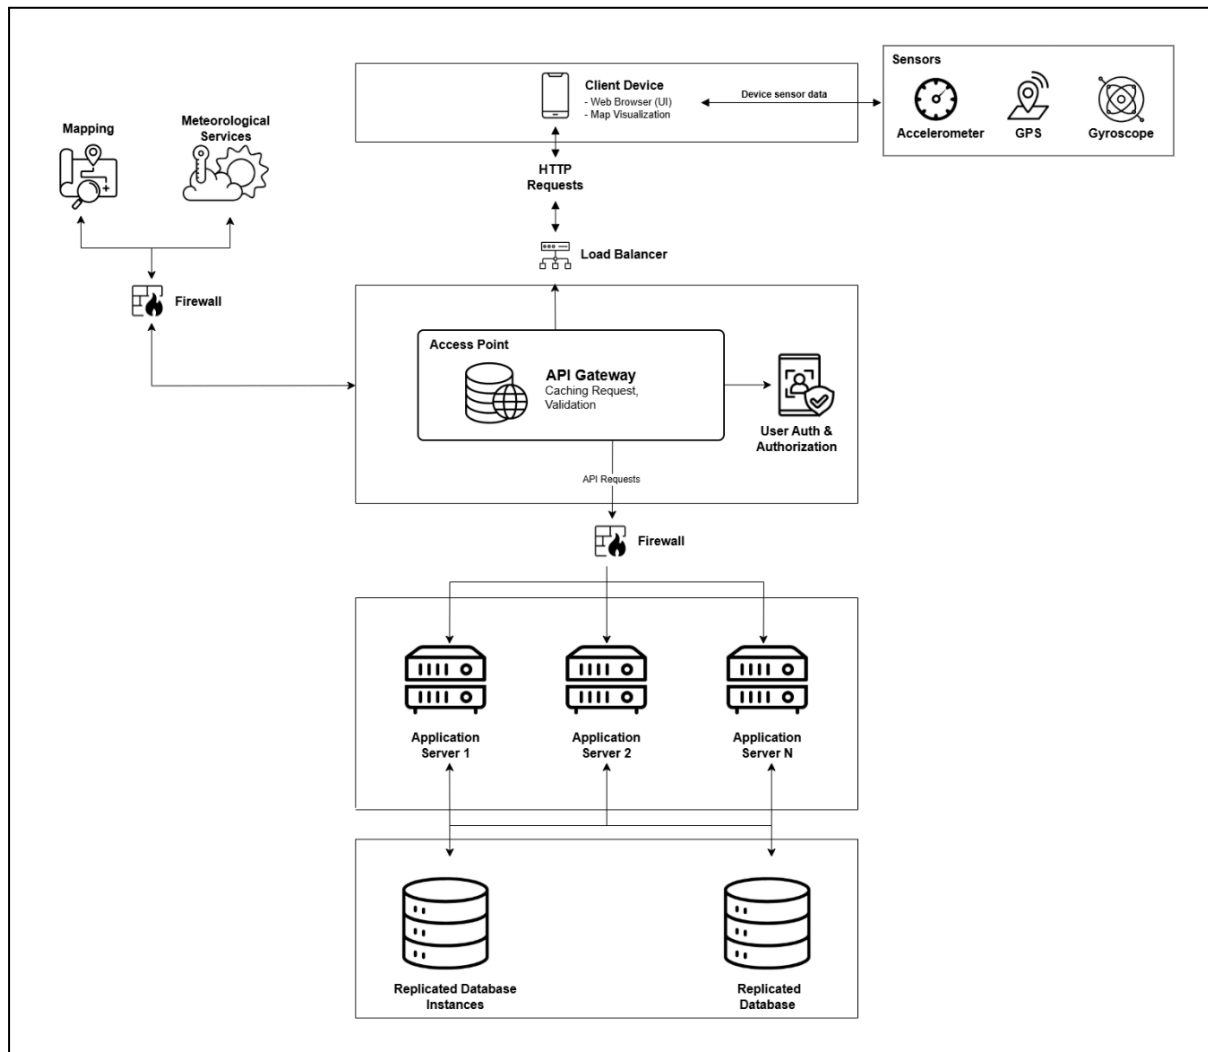 Sensors
Client Device
- Web Browser (UI)
- Map Visualization
Device sensor data
Accelerometer
GPS
Gyroscope
Mapping
Meteorological
Services
HTTP
Requests
Load Balancer
Firewall
Access Point
API Gateway
Caching Request,
Validation
User Auth &
Authorization
API Requests
Firewall
Application
Server 1
Application
Server 2
Application
Server N
Replicated Database
Instances
Replicated
Database